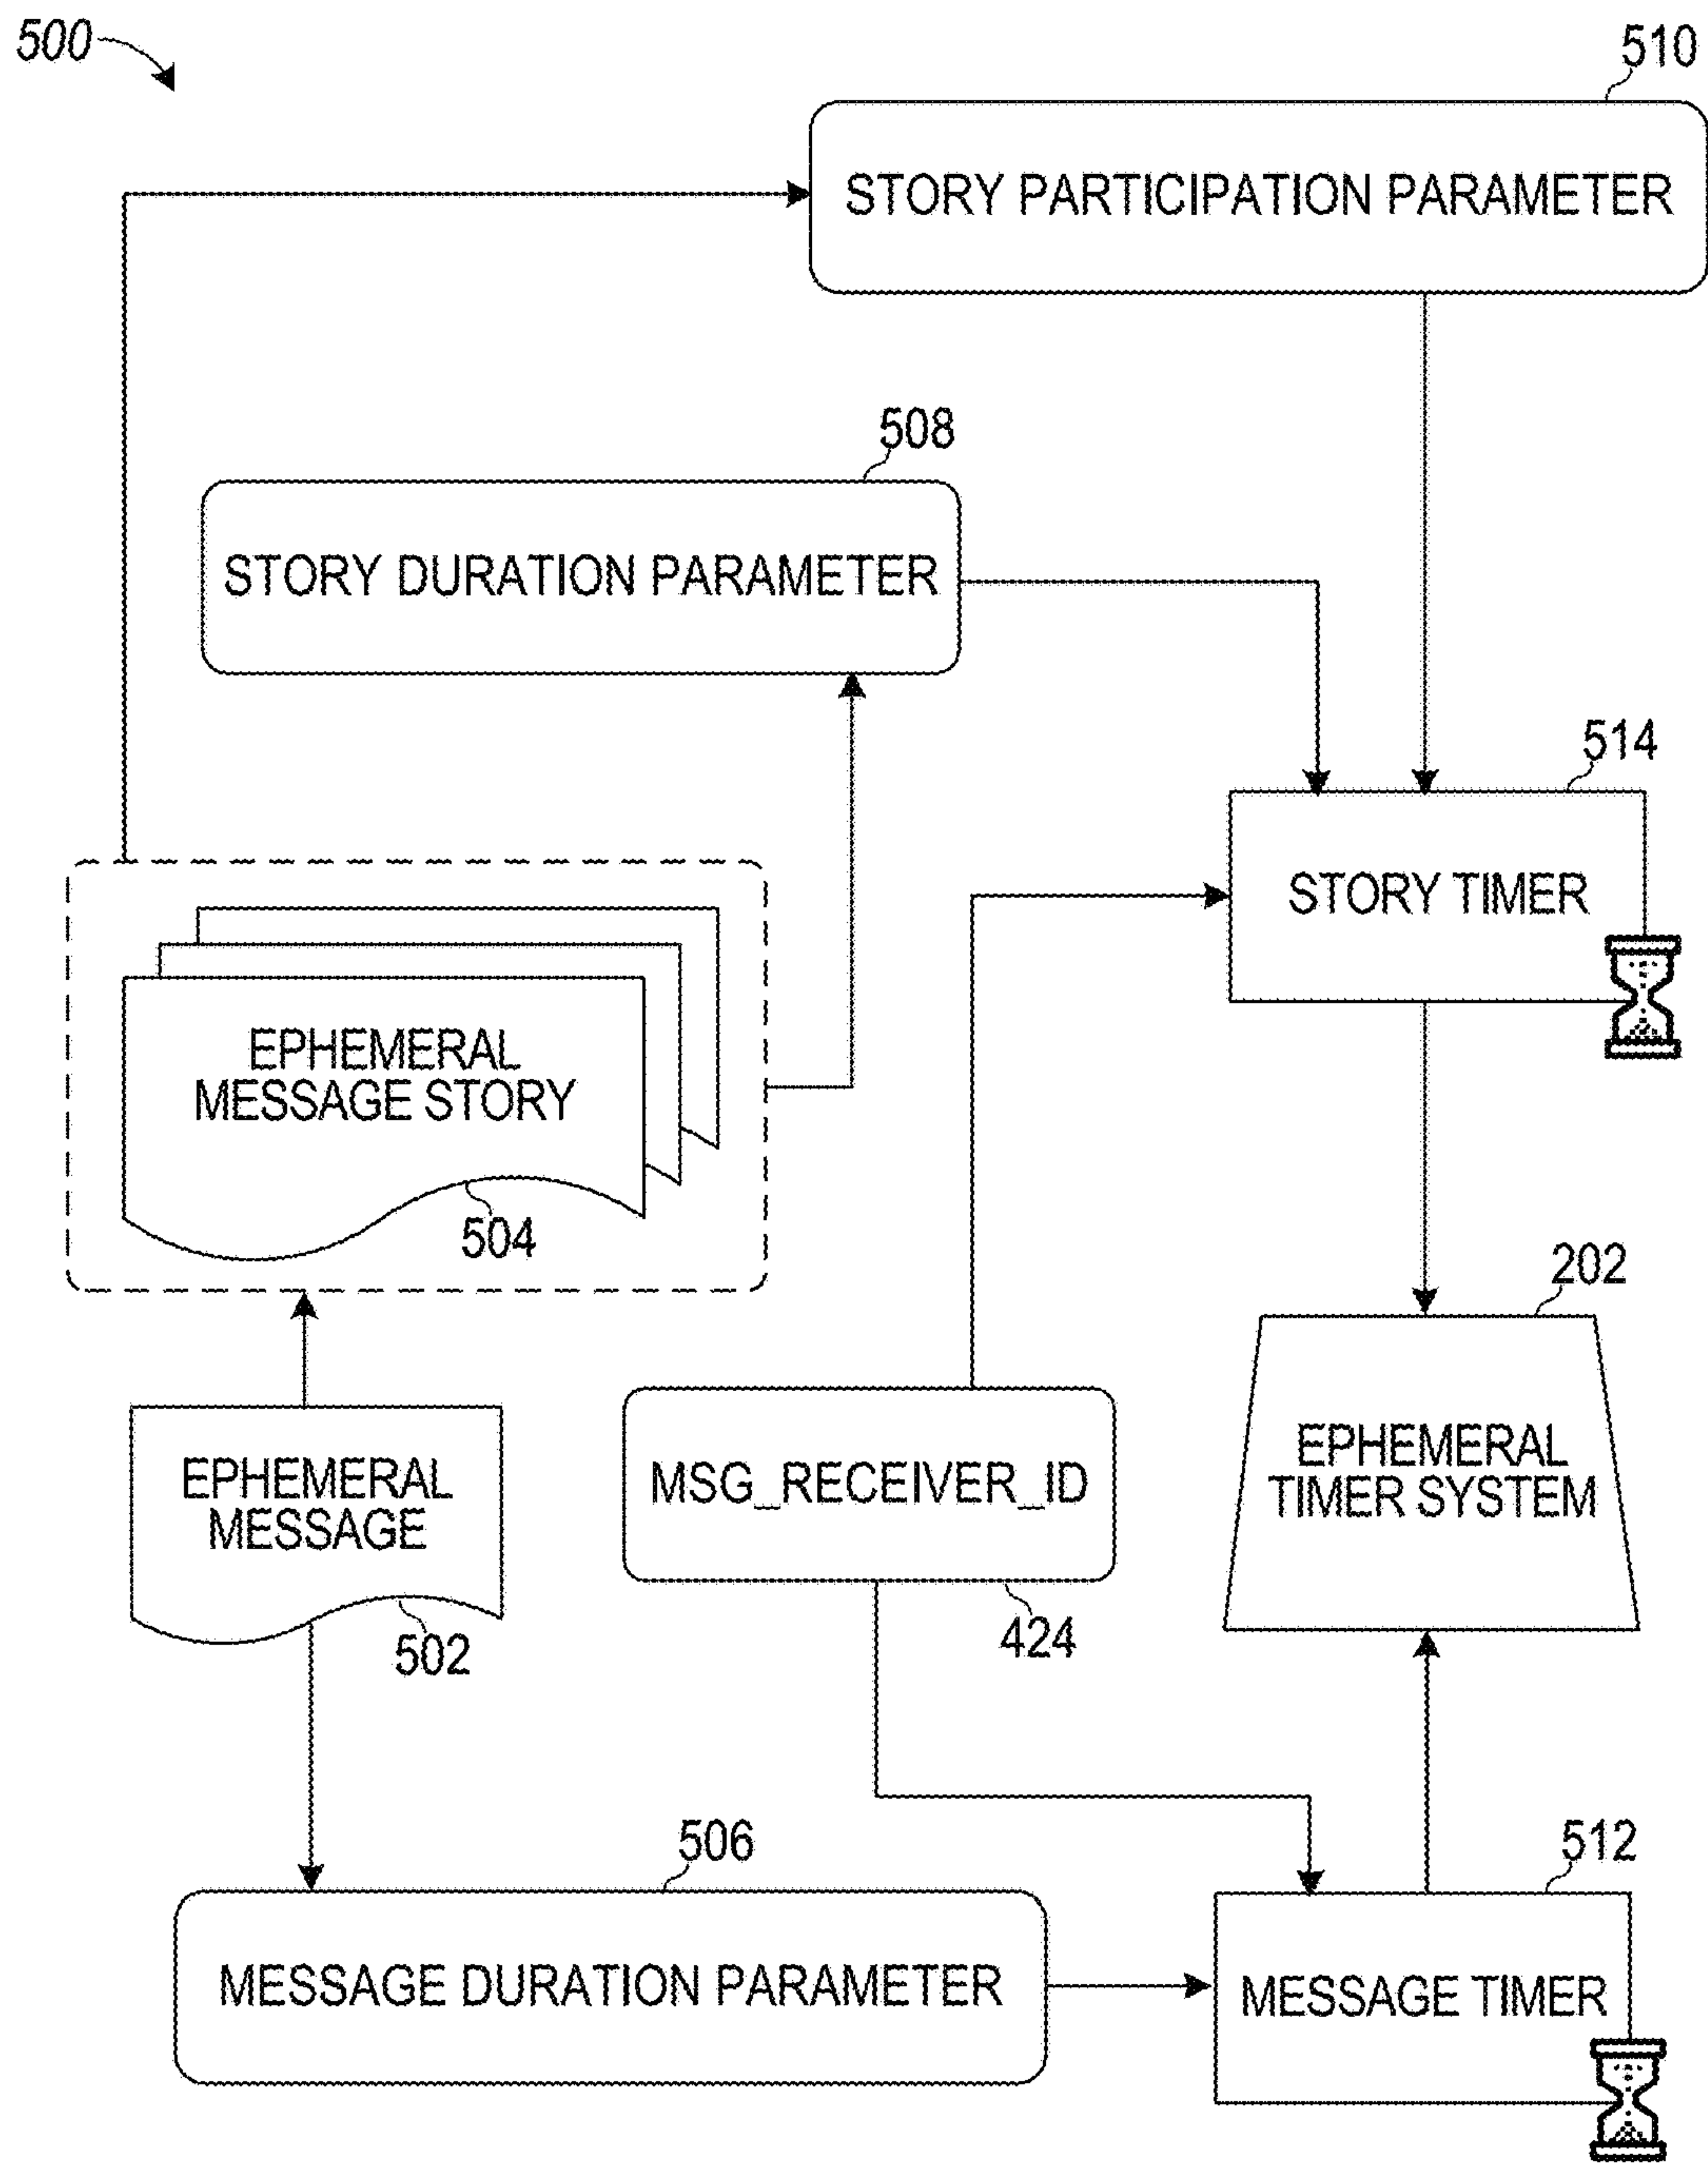 500
510
STORY PARTICIPATION PARAMETER
508
STORY DURATION PARAMETER
514
STORY TIMER
EPHEMERAL
MESSAGE STORY
504
202
EPHEMERAL
TIMER SYSTEM
EPHEMERAL
MESSAGE
502
MSG_RECEIVER_ID
424
506
MESSAGE DURATION PARAMETER
512
MESSAGE TIMER